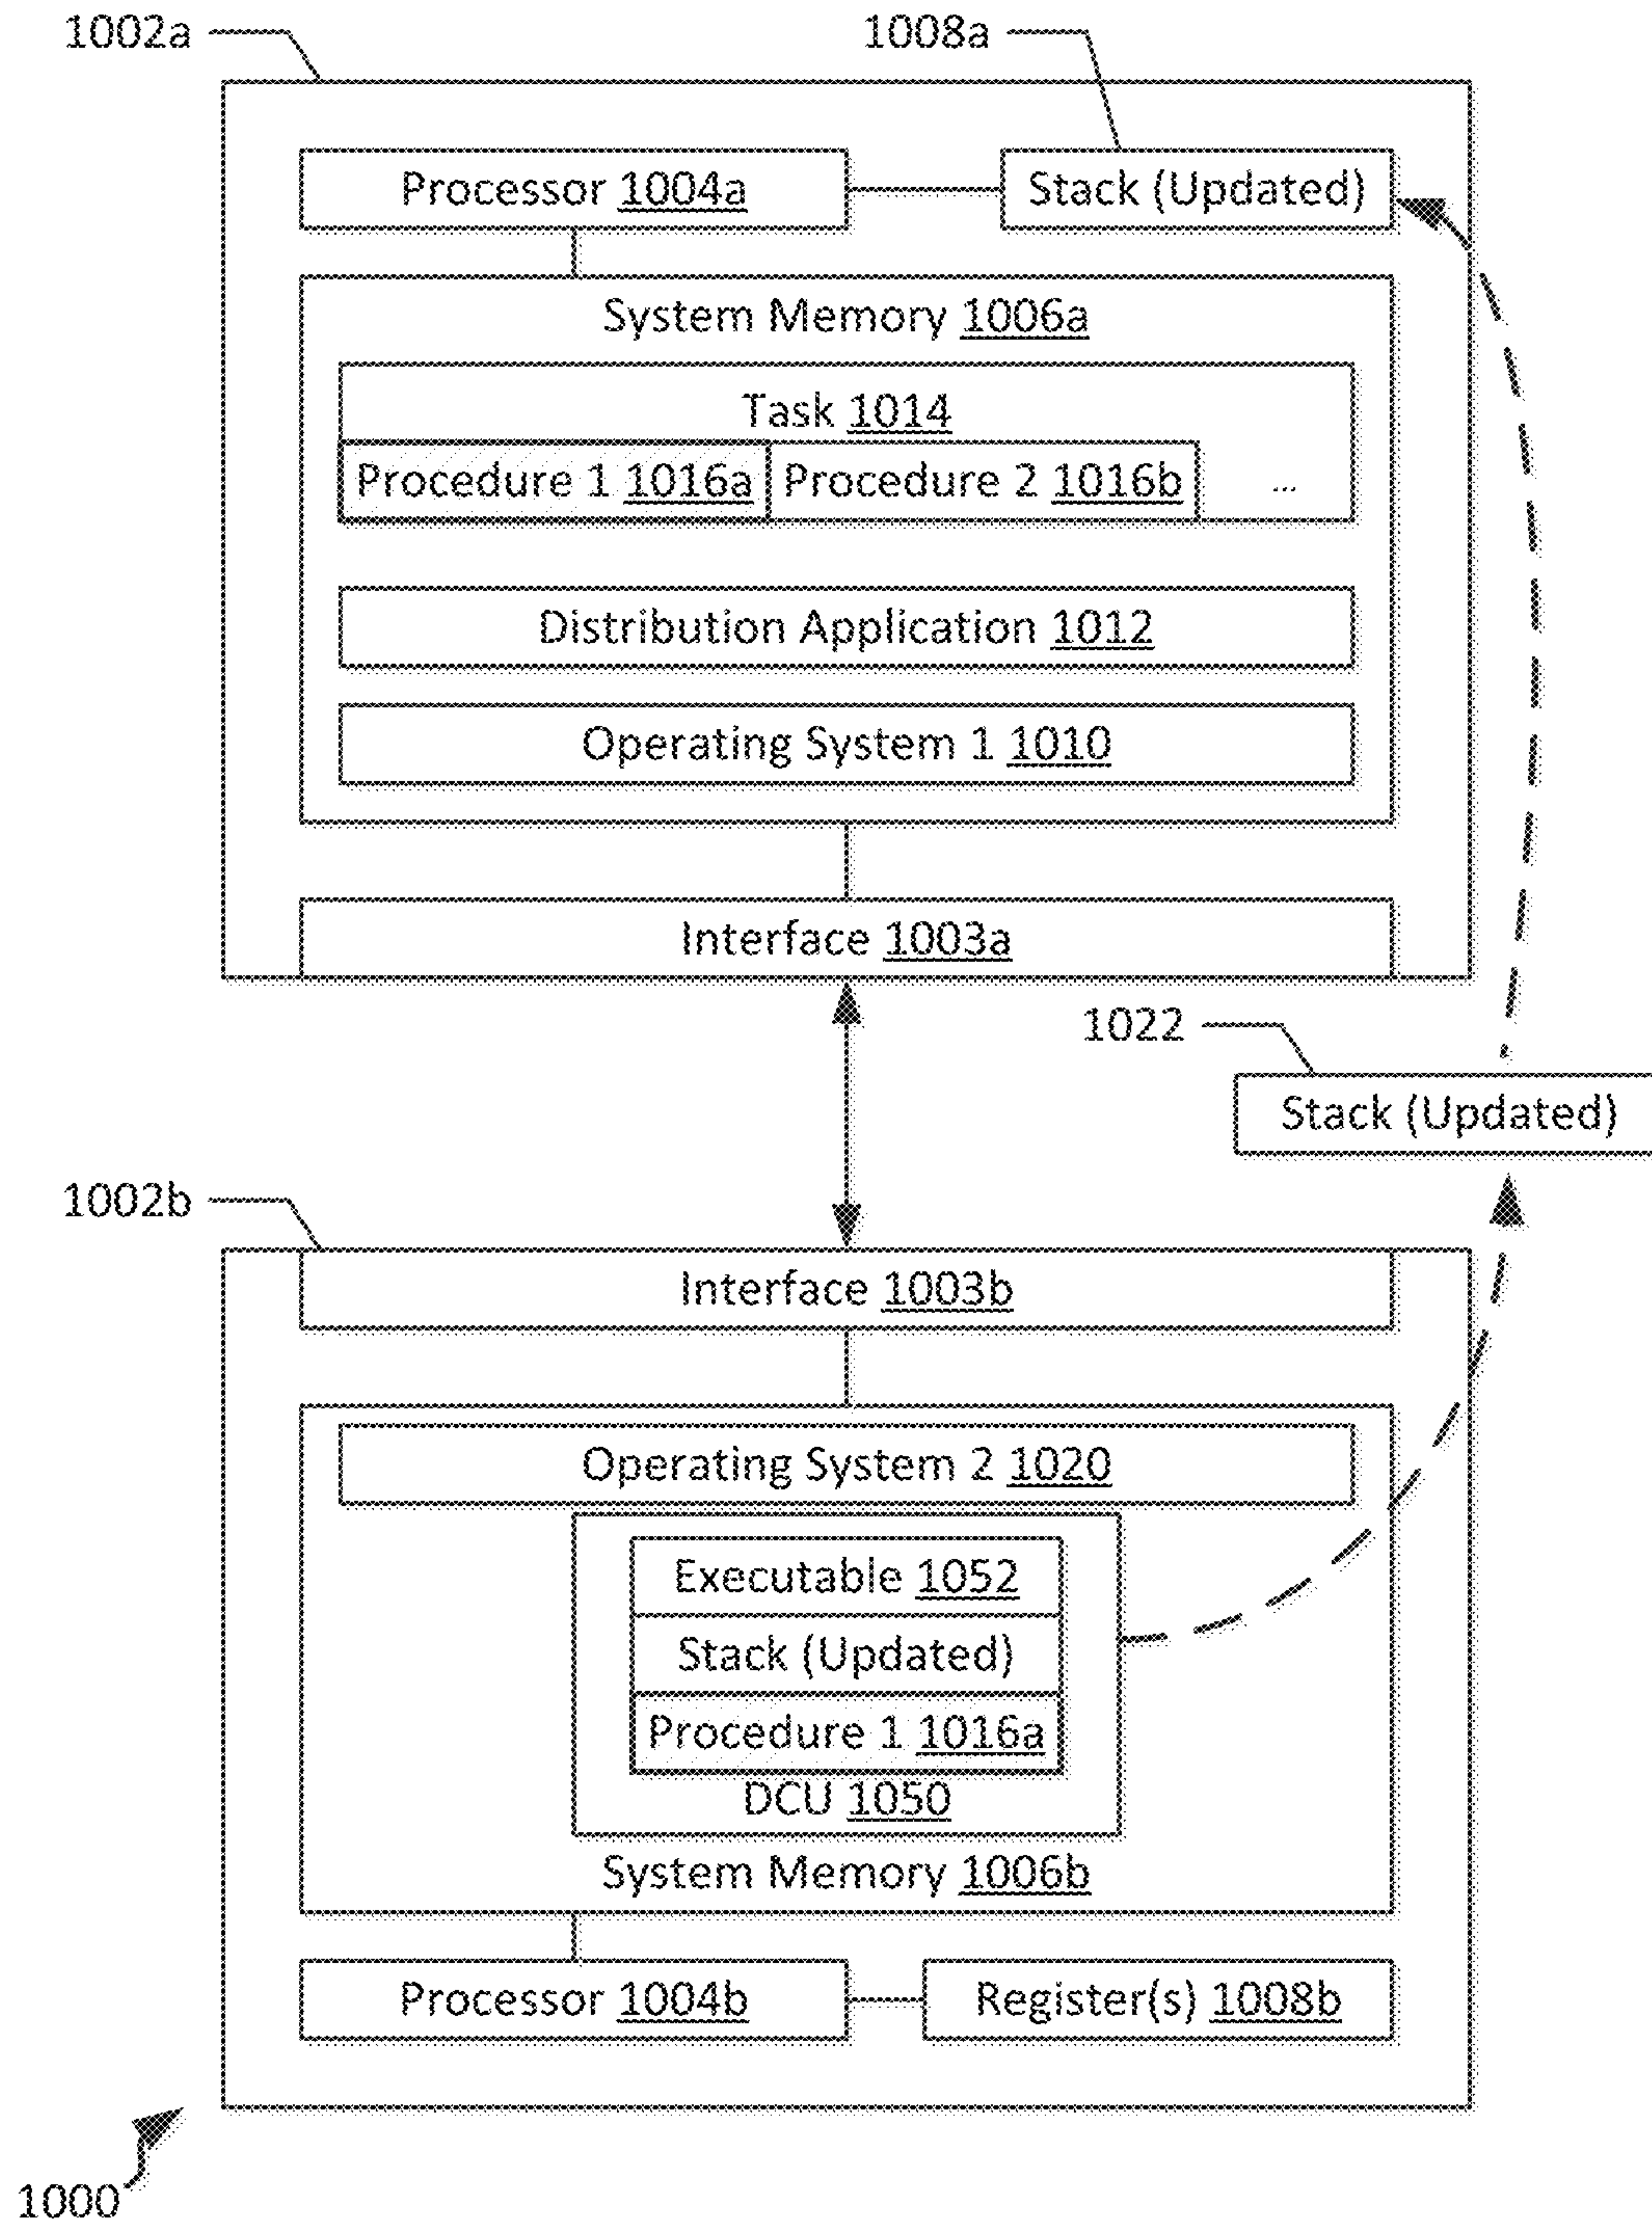 1002a
1008a
Processor 1004a
Stack (Updated)
System Memory 1006a
Task 1014
Procedure 1 1016a
Procedure 2 1016b
...
Distribution Application 1012
Operating System 1 1010
Interface 1003a
1022
Stack (Updated)
1002b
Interface 1003b
Operating System 2 1020
Executable 1052
Stack (Updated)
Procedure 1 1016a
DCU 1050
System Memory 1006b
Processor 1004b
Register(s) 1008b
1000